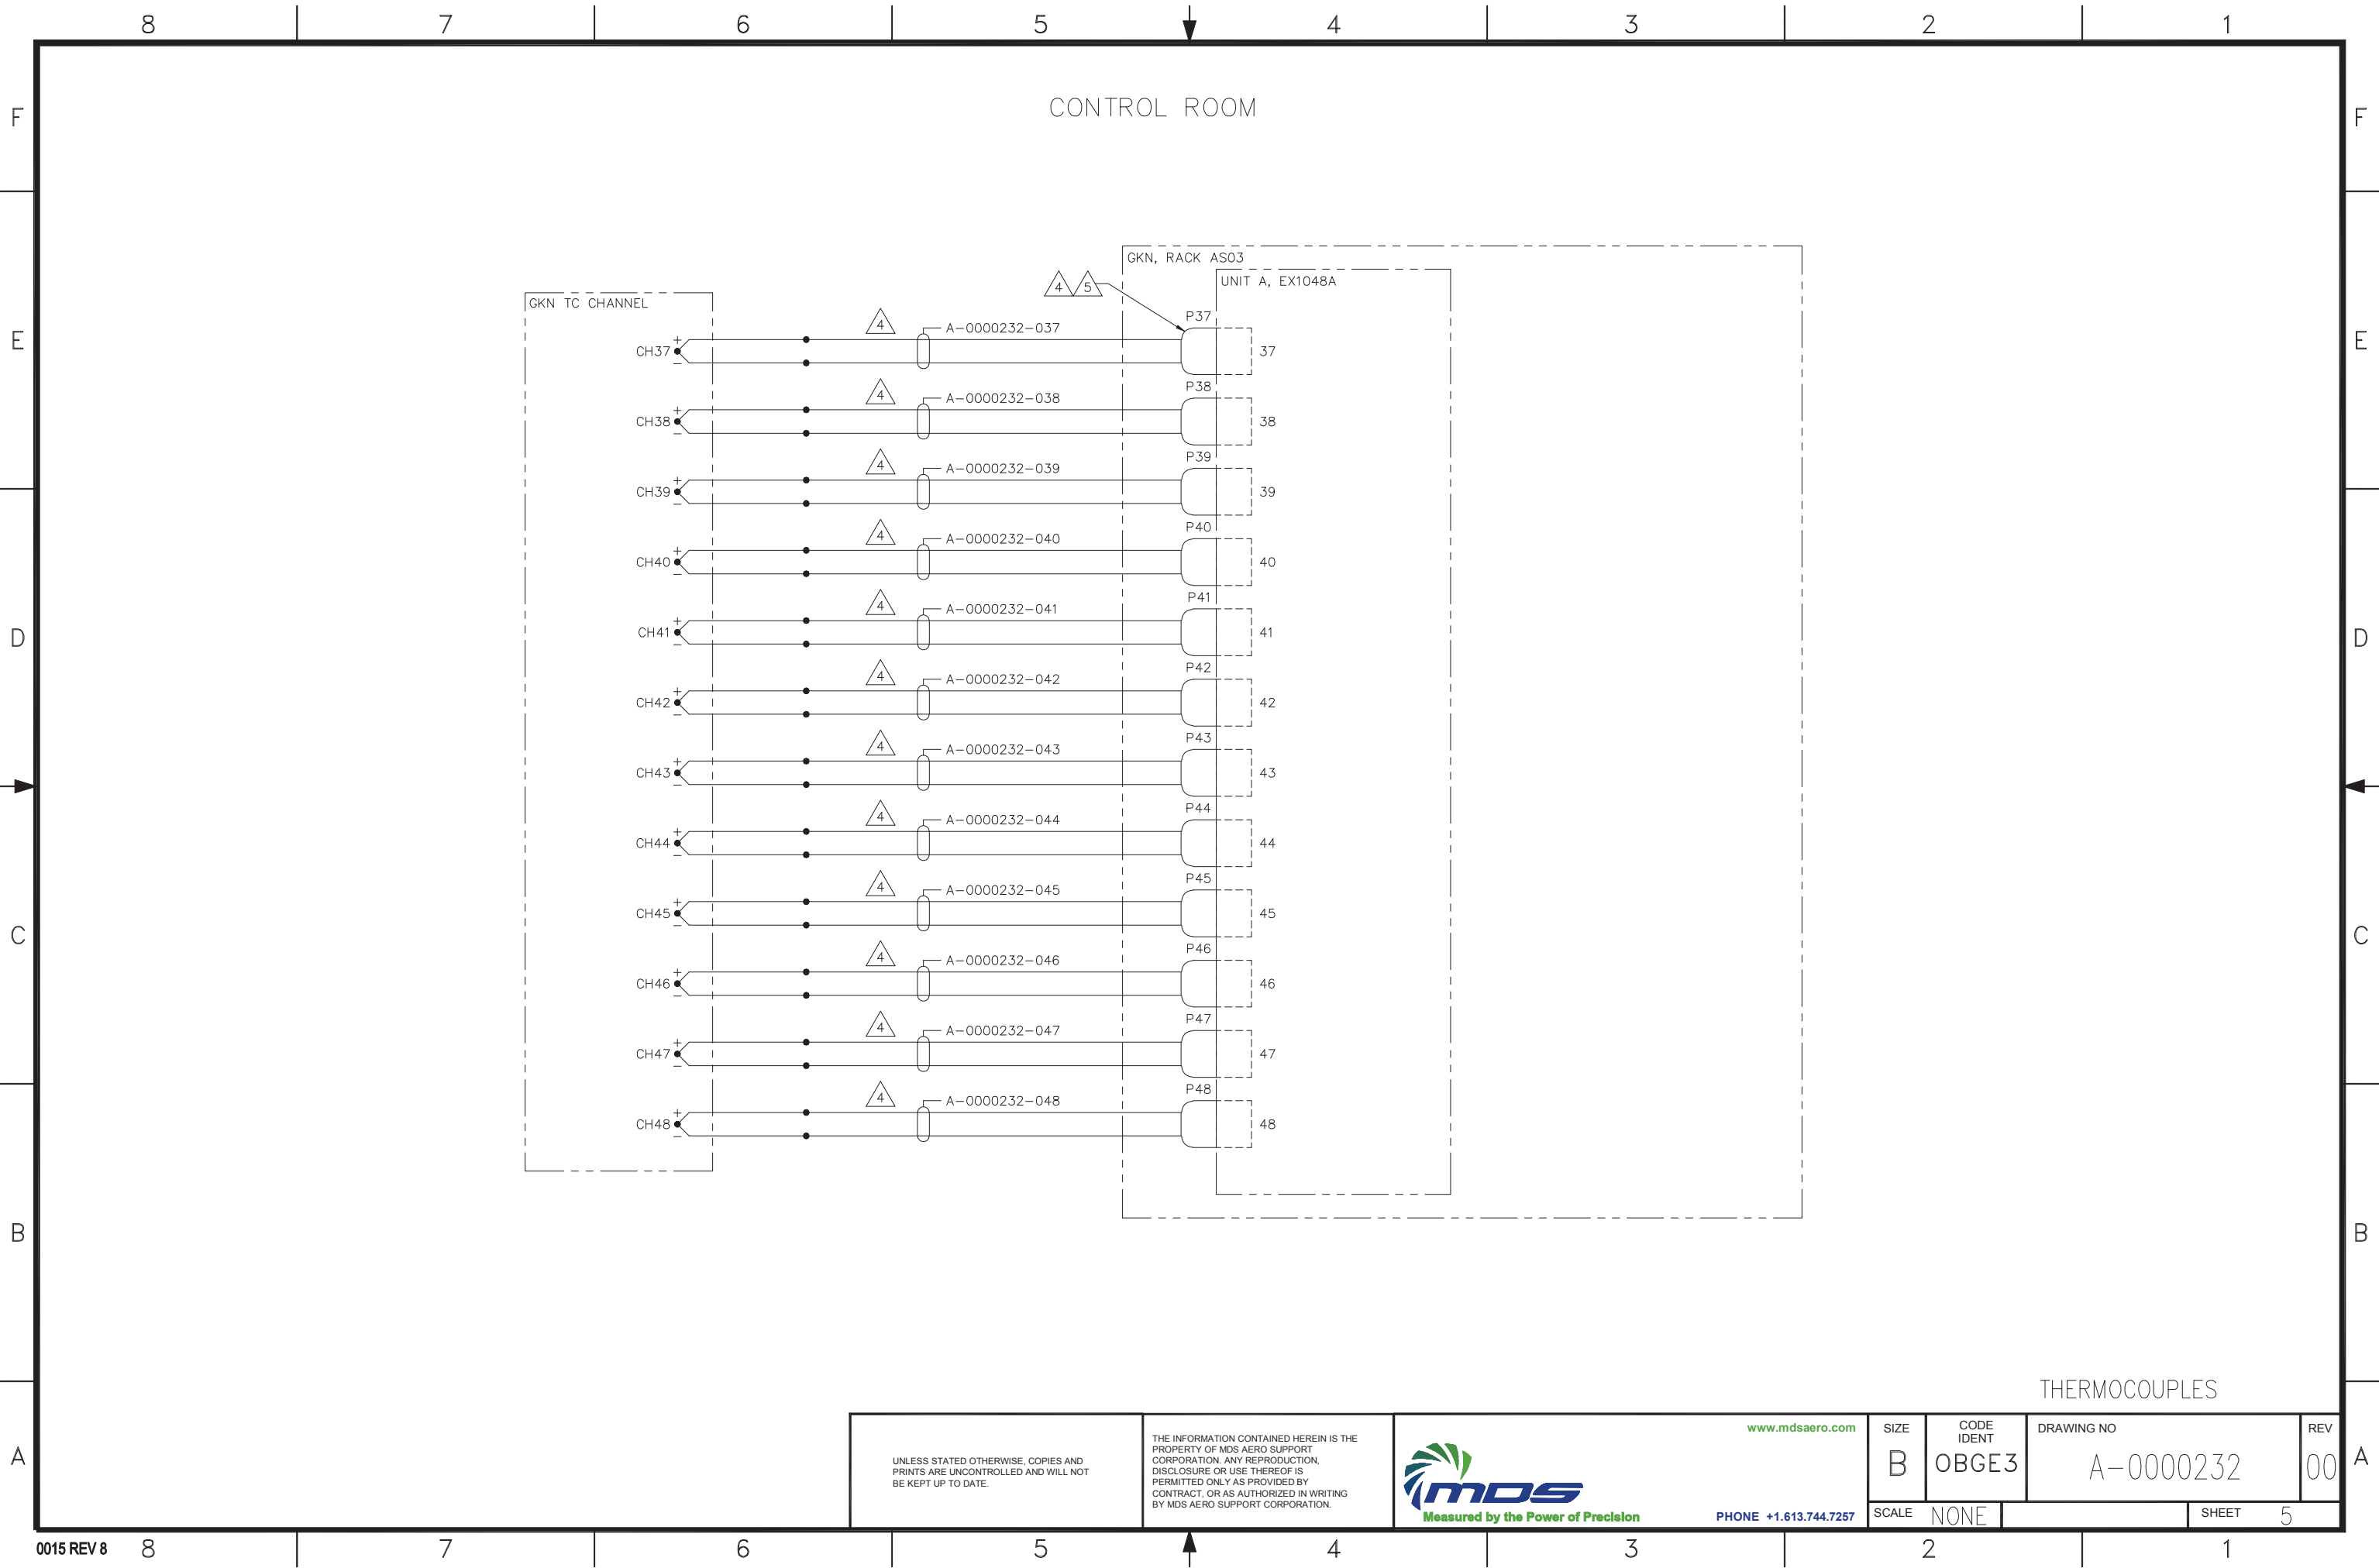 8 7 6 5 4 3 2 1
F F
CONTROL ROOM
GKN, RACK AS03
UNIT A, EX1048A
4 5
GKN TC CHANNEL
E E
P37
4 A-0000232-037
CH37 + - 37
P38
4 A-0000232-038
CH38 + - 38
P39
4 A-0000232-039
CH39 + - 39
P40
4 A-0000232-040
CH40 + - 40
P41
4 A-0000232-041
CH41 + - 41
D D
P42
4 A-0000232-042
CH42 + - 42
P43
4 A-0000232-043
CH43 + - 43
P44
4 A-0000232-044
CH44 + - 44
P45
4 A-0000232-045
CH45 + - 45
C C
P46
4 A-0000232-046
CH46 + - 46
P47
4 A-0000232-047
CH47 + - 47
P48
4 A-0000232-048
CH48 + - 48
B B
THERMOCOUPLES
A A
UNLESS STATED OTHERWISE, COPIES AND
PRINTS ARE UNCONTROLLED AND WILL NOT
BE KEPT UP TO DATE.
THE INFORMATION CONTAINED HEREIN IS THE
PROPERTY OF MDS AERO SUPPORT
CORPORATION. ANY REPRODUCTION,
DISCLOSURE OR USE THEREOF IS
PERMITTED ONLY AS PROVIDED BY
CONTRACT, OR AS AUTHORIZED IN WRITING
BY MDS AERO SUPPORT CORPORATION.
www.mdsaero.com
mDS
Measured by the Power of Precision
PHONE +1.613.744.7257
SIZE
B
CODE
IDENT
OBGE3
DRAWING NO
A-0000232
REV
00
SCALE NONE
SHEET 5
0015 REV 8
8 7 6 5 4 3 2 1